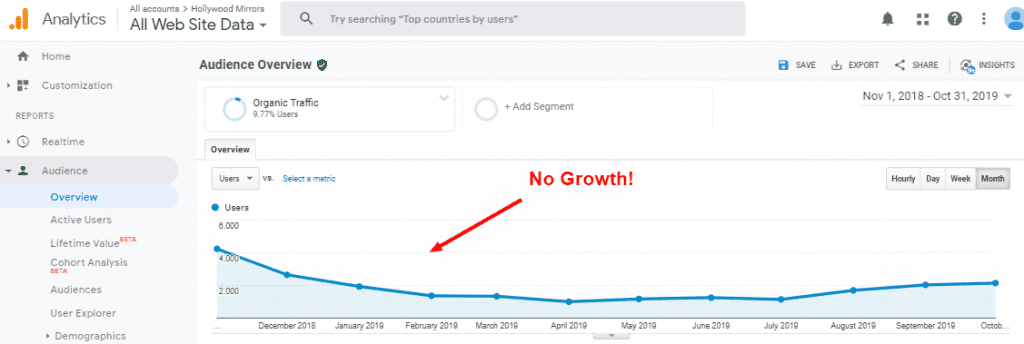 Analytics
All accounts > Hollywood Mirrors
All Web Site Data
Try searching “Top countries by users”
Home
Customization
REPORTS
Realtime
Audience
Overview
Active Users
Lifetime Value BETA
Cohort Analysis
BETA
Audiences
User Explorer
Demographics
Audience Overview
SAVE
EXPORT
SHARE
INSIGHTS
Organic Traffic
9.77% Users
+ Add Segment
Nov 1, 2018 - Oct 31, 2019
Overview
Users
vs.
Select a metric
No Growth!
Hourly
Day
Week
Month
Users
6,000
4,000
2,000
...
December 2018
January 2019
February 2019
March 2019
April 2019
May 2019
June 2019
July 2019
August 2019
September 2019
Octob...